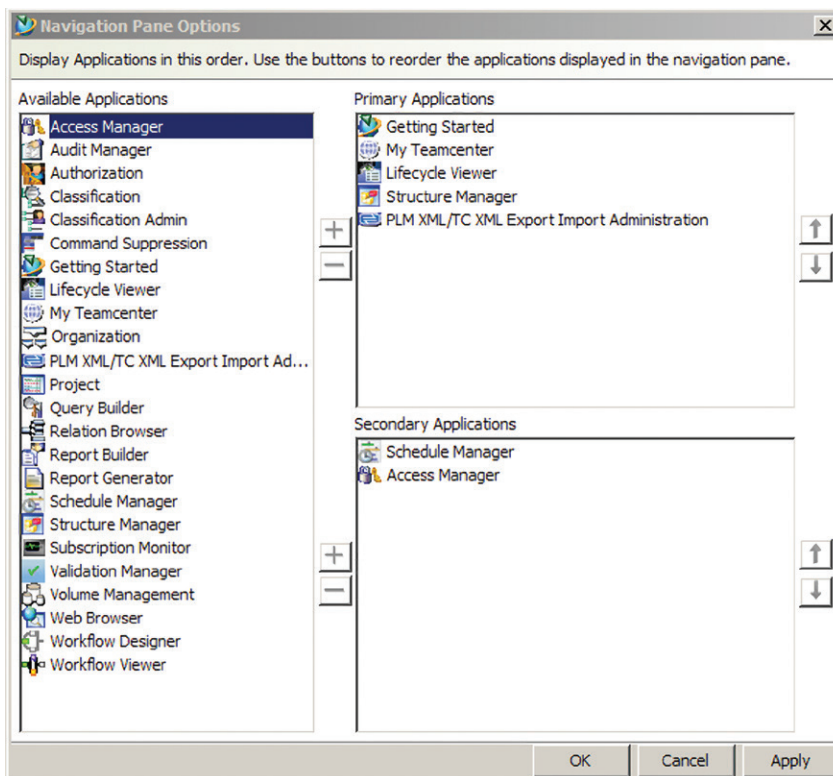 Navigation Pane Options
Display Applications in this order. Use the buttons to reorder the applications displayed in the navigation pane.
Available Applications
Access Manager
Audit Manager
Authorization
Classification
Classification Admin
Command Suppression
Getting Started
Lifecycle Viewer
My Teamcenter
Organization
PLM XML/TC XML Export Import Ad...
Project
Query Builder
Relation Browser
Report Builder
Report Generator
Schedule Manager
Structure Manager
Subscription Monitor
Validation Manager
Volume Management
Web Browser
Workflow Designer
Workflow Viewer
Primary Applications
Getting Started
My Teamcenter
Lifecycle Viewer
Structure Manager
PLM XML/TC XML Export Import Administration
Secondary Applications
Schedule Manager
Access Manager
OK
Cancel
Apply